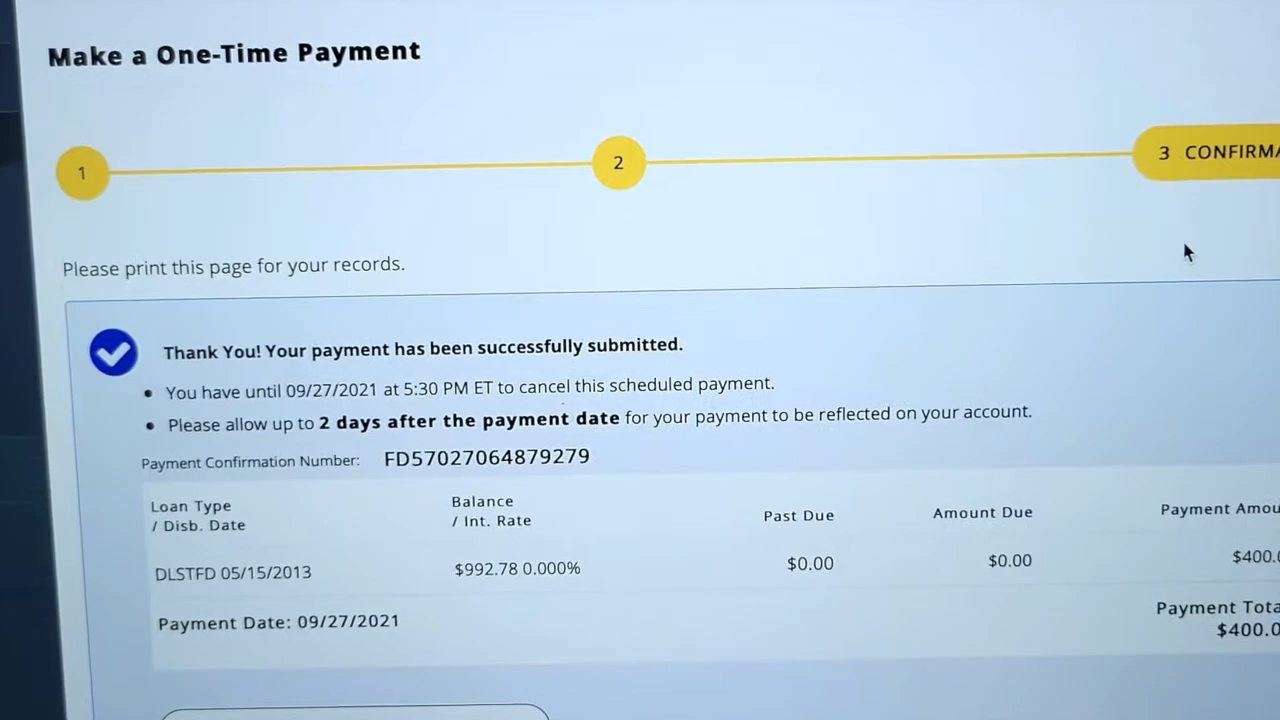 Make a One-Time Payment
1
2
3 CONFIRMA
Please print this page for your records.
Thank You! Your payment has been successfully submitted.
• You have until 09/27/2021 at 5:30 PM ET to cancel this scheduled payment.
• Please allow up to 2 days after the payment date for your payment to be reflected on your account.
Payment Confirmation Number: FD57027064879279
Loan Type / Disb. Date
Balance / Int. Rate
Past Due
Amount Due
Payment Amou
DLSTFD 05/15/2013
$992.78 0.000%
$0.00
$0.00
$400.0
Payment Date: 09/27/2021
Payment Tota
$400.0